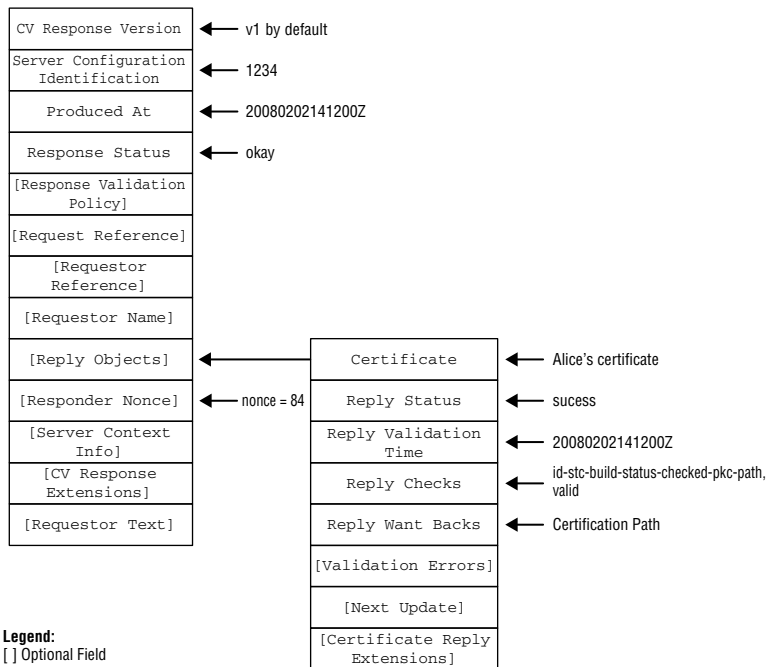 CV Response Version
v1 by default
Server Configuration
Identification
1234
Produced At
20080202141200Z
Response Status
okay
[Response Validation
Policy]
[Request Reference]
[Requestor
Reference]
[Requestor Name]
[Reply Objects]
[Responder Nonce]
nonce = 84
[Server Context
Info]
[CV Response
Extensions]
[Requestor Text]
Certificate
Alice's certificate
Reply Status
sucess
Reply Validation
Time
20080202141200Z
Reply Checks
id-stc-build-status-checked-pkc-path,
valid
Reply Want Backs
Certification Path
[Validation Errors]
[Next Update]
[Certificate Reply
Extensions]
Legend:
[ ] Optional Field